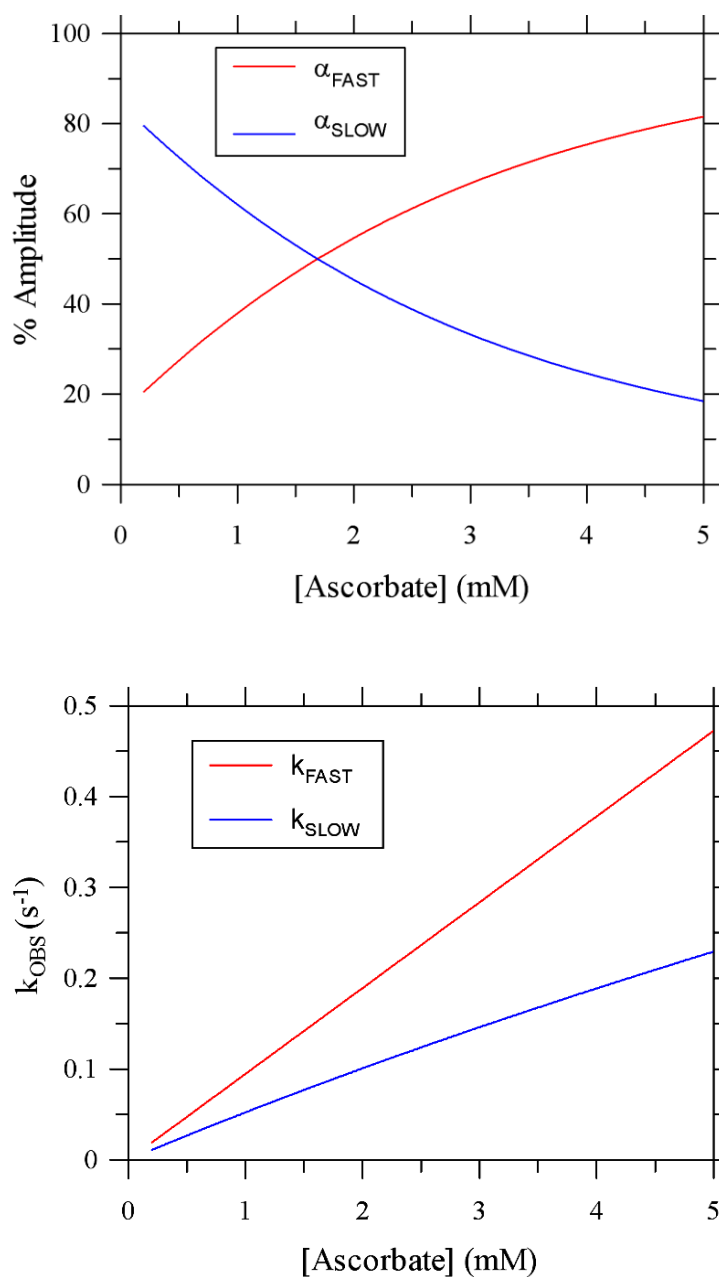 100
80
60
40
20
0
% Amplitude
α_FAST
α_SLOW
0 1 2 3 4 5
[Ascorbate] (mM)
0.5
0.4
0.3
0.2
0.1
0
k_OBS (s⁻¹)
k_FAST
k_SLOW
0 1 2 3 4 5
[Ascorbate] (mM)